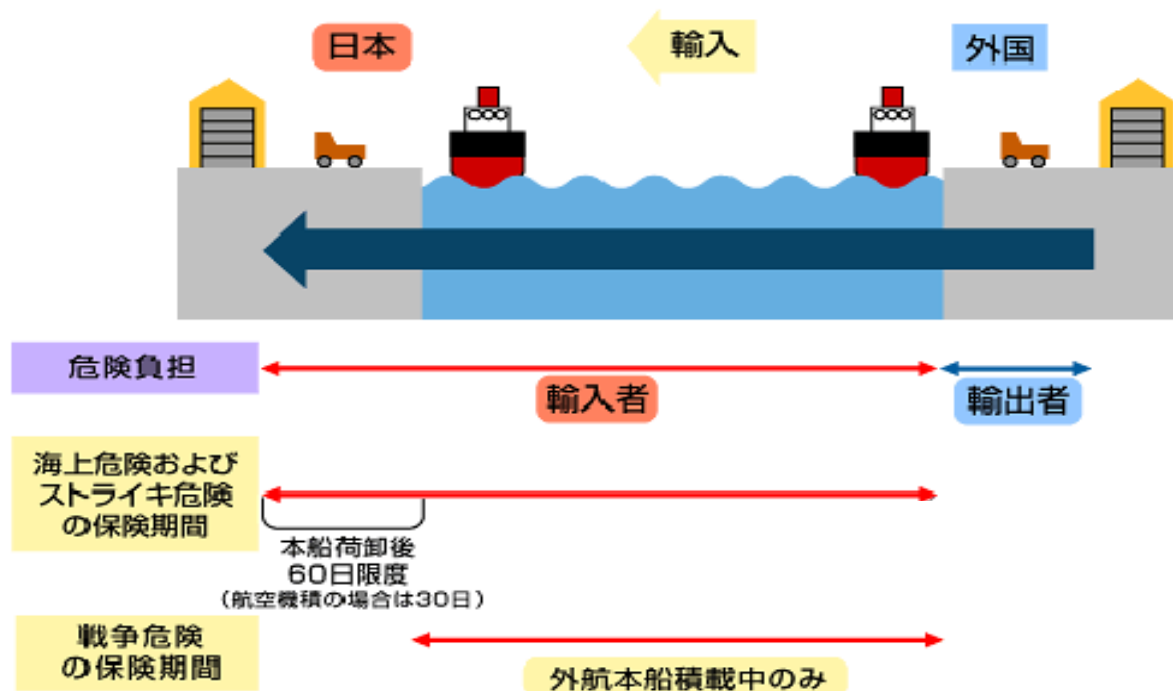 日本
輸入
外国
危険負担
輸入者
輸出者
海上危険および
ストライキ危険
の保険期間
本船荷卸後
60日限度
(航空機積の場合は30日)
戦争危険
の保険期間
外航本船積載中のみ